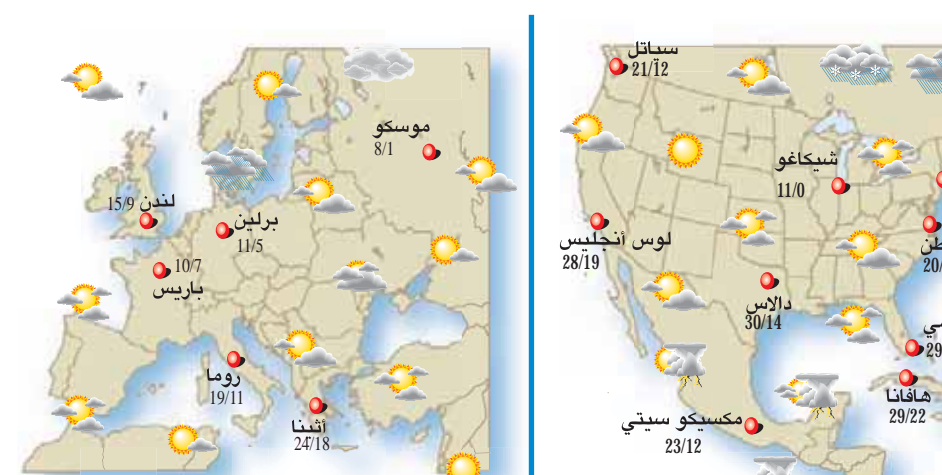 موسكو
8/1
لندن 15/9
برلين
11/5
10/7
باريس
روما
19/11
أثينا
24/18
سياتل
21/12
شيكاغو
11/0
لوس أنجليس
28/19
دالاس
30/14
هافانا
29/22
مكسيكو سيتي
23/12